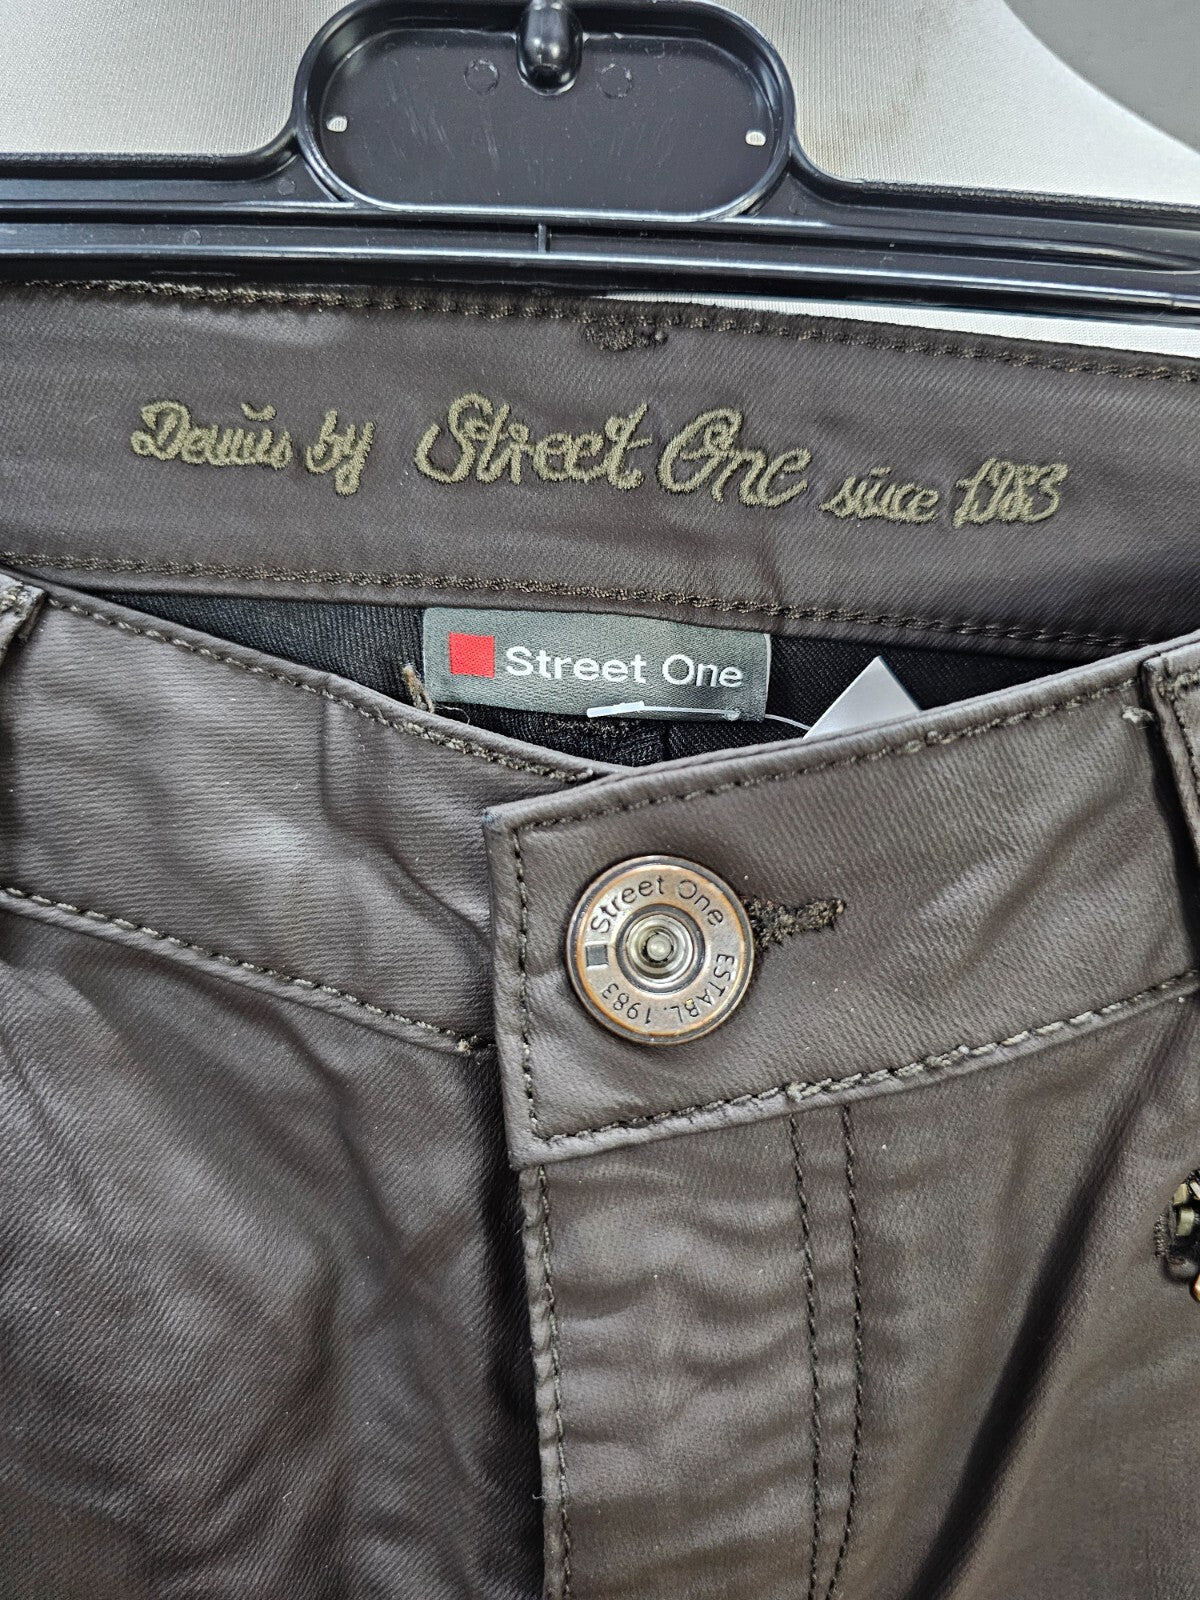 Denim by Street One since 1983
Street One
Street One
ESTABL. 1983